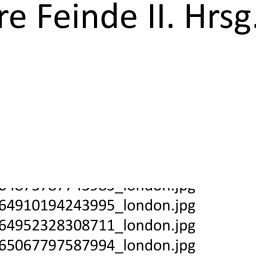 re Feinde II. Hrsg.
64910194243995_london.jpg
64952328308711_london.jpg
65067797587994_london.jpg